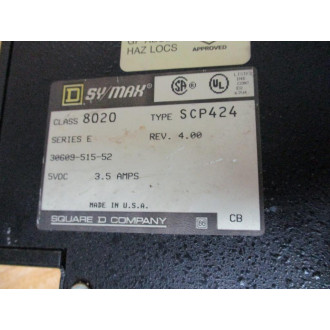 HAZ LOCS
APPROVED
D SY/MAX
CLASS 8020 TYPE SCP424
SERIES E REV. 4.00
30609-515-52
5VDC 3.5 AMPS
MADE IN U.S.A.
SQUARE D COMPANY
CB